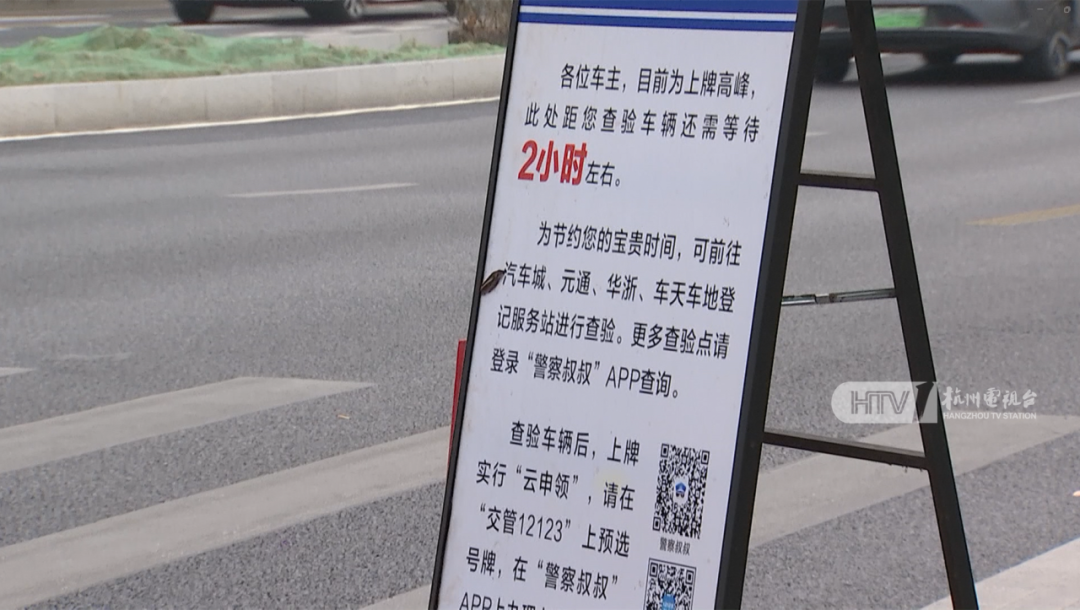 各位车主，目前为上牌高峰，
此处距您查验车辆还需等待
2小时左右。
为节约您的宝贵时间，可前往
汽车城、元通、华浙、车天车地登
记服务站进行查验。更多查验点请
登录“警察叔叔”APP查询。
查验车辆后，上牌
实行“云申领”，请在
“交管12123”上预选
号牌，在“警察叔叔”
警察叔叔
HTV1 杭州電視台
HANGZHOU TV STATION